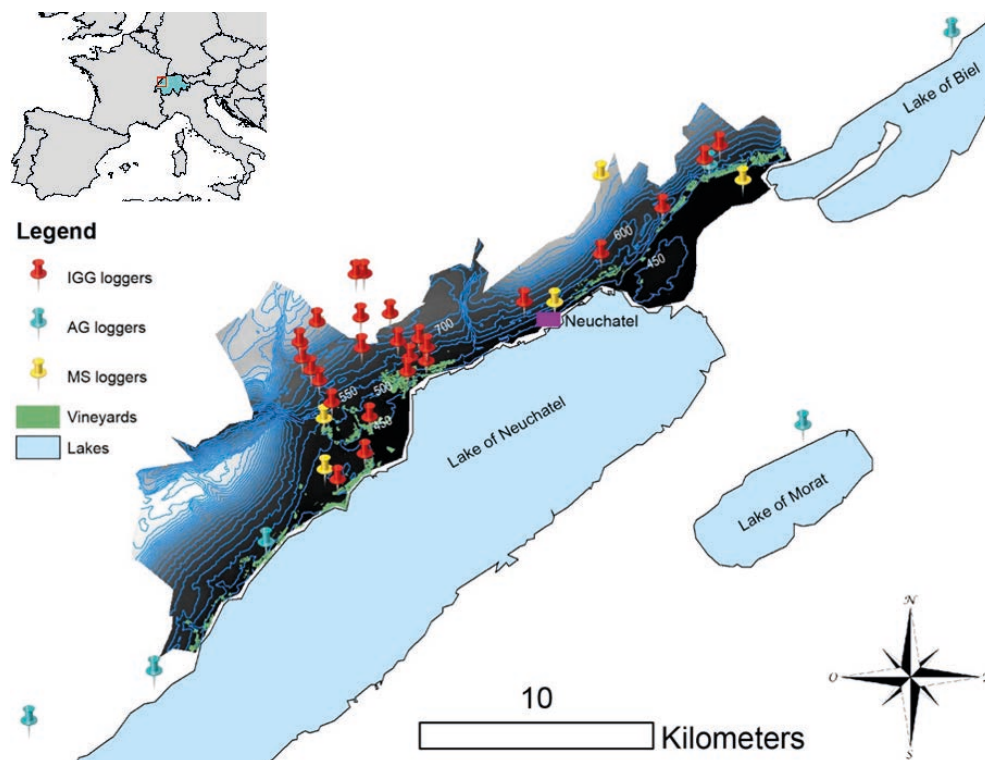 Lake of Biel
Legend
IGG loggers
AG loggers
MS loggers
Vineyards
Lakes
600
450
700
Neuchatel
550
500
450
Lake of Neuchatel
Lake of Morat
N
O
S
10
Kilometers